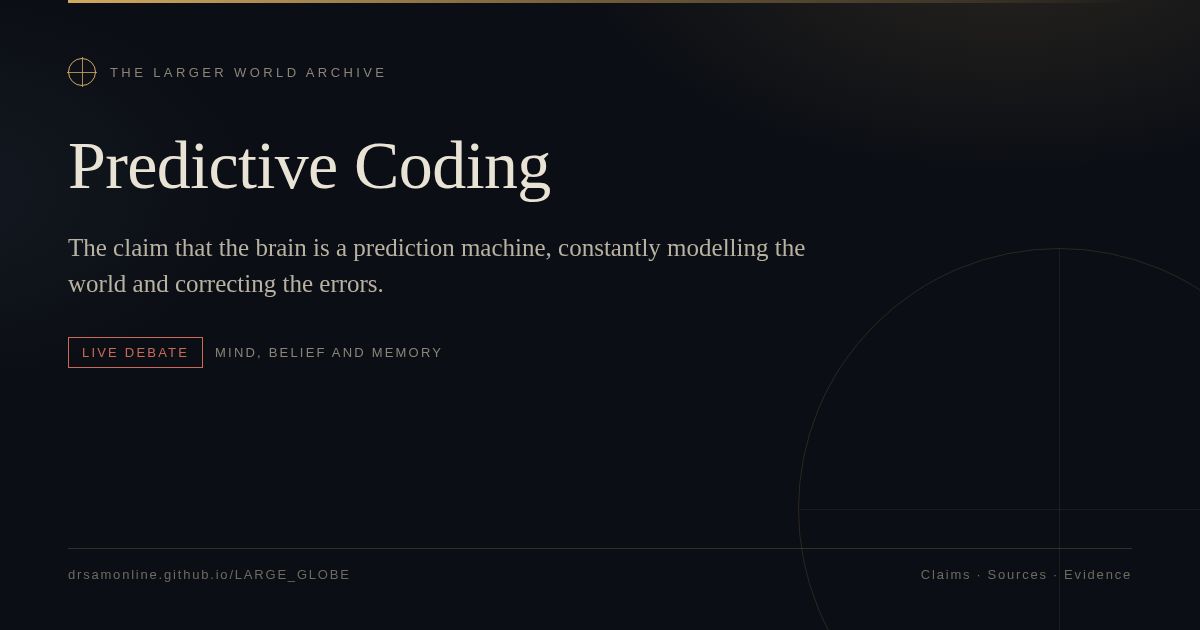 THE LARGER WORLD ARCHIVE
Predictive Coding
The claim that the brain is a prediction machine, constantly modelling the
world and correcting the errors.
LIVE DEBATE MIND, BELIEF AND MEMORY
drsamonline.github.io/LARGE_GLOBE Claims · Sources · Evidence